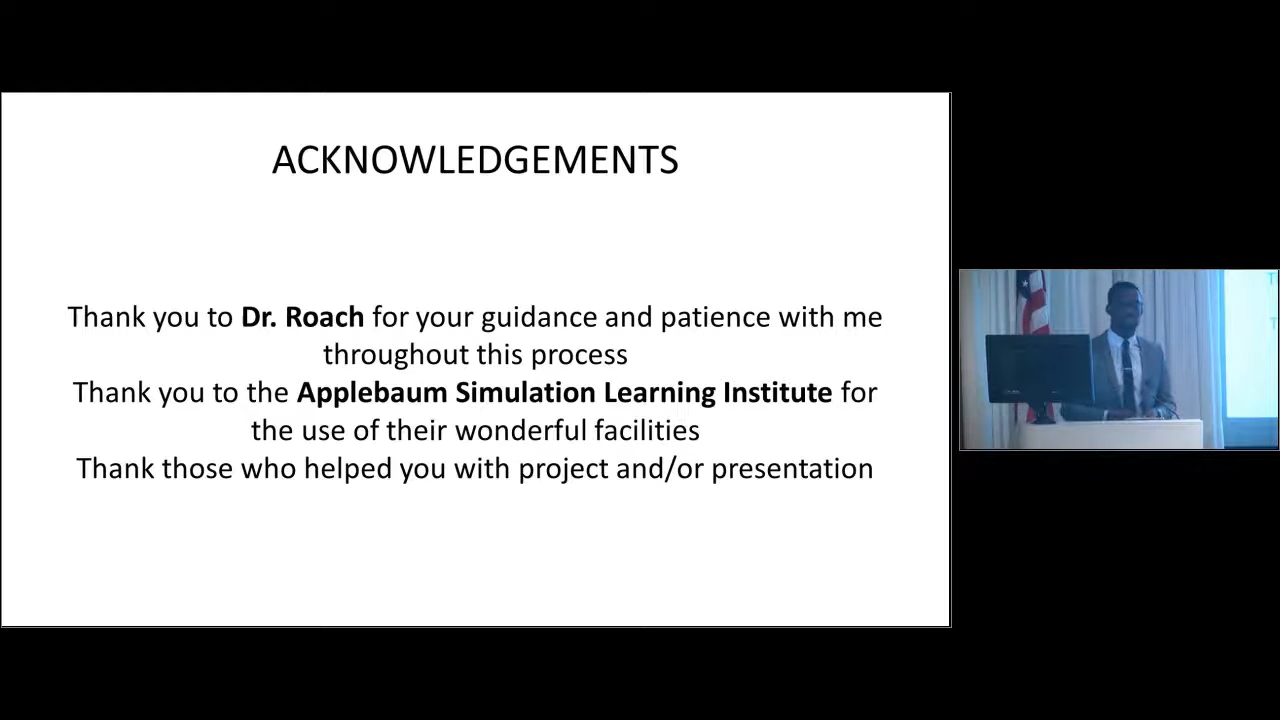 ACKNOWLEDGEMENTS
Thank you to Dr. Roach for your guidance and patience with me
throughout this process
Thank you to the Applebaum Simulation Learning Institute for
the use of their wonderful facilities
Thank those who helped you with project and/or presentation